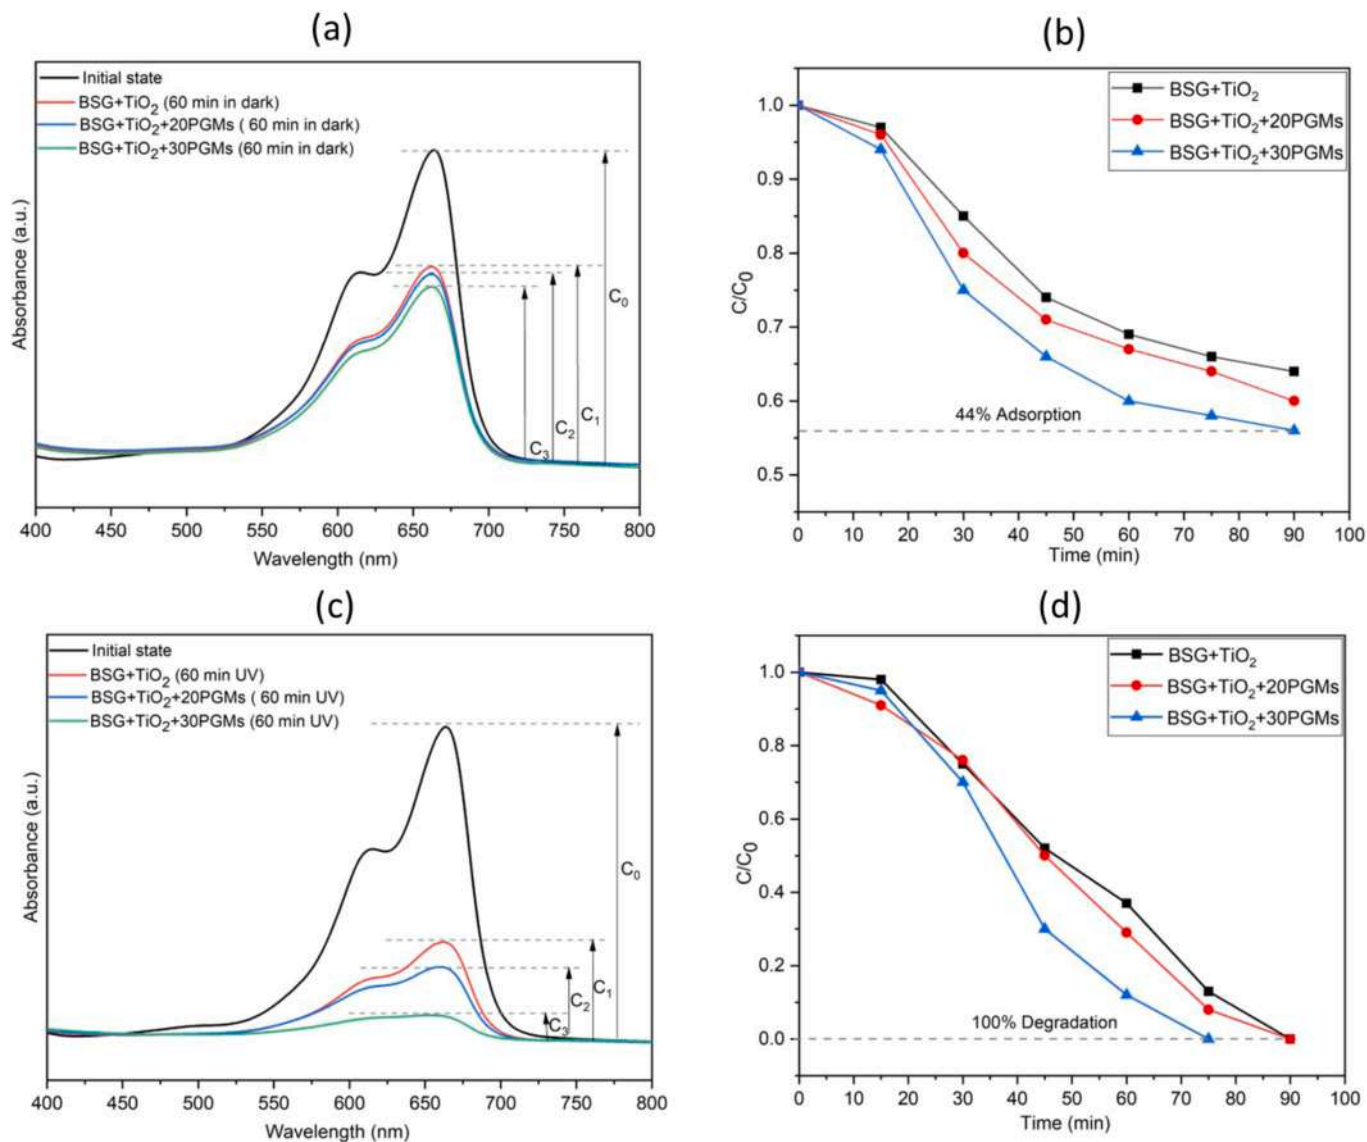 (a)
Initial state
BSG+TiO₂ (60 min in dark)
BSG+TiO₂+20PGMs ( 60 min in dark)
BSG+TiO₂+30PGMs (60 min in dark)
C₀
C₁
C₂
C₃
Absorbance (a.u.)
400 450 500 550 600 650 700 750 800
Wavelength (nm)
(b)
BSG+TiO₂
BSG+TiO₂+20PGMs
BSG+TiO₂+30PGMs
1.0
0.9
0.8
0.7
0.6
0.5
C/C₀
44% Adsorption
0 10 20 30 40 50 60 70 80 90 100
Time (min)
(c)
Initial state
BSG+TiO₂ (60 min UV)
BSG+TiO₂+20PGMs ( 60 min UV)
BSG+TiO₂+30PGMs (60 min UV)
C₀
C₁
C₂
C₃
Absorbance (a.u.)
400 450 500 550 600 650 700 750 800
Wavelength (nm)
(d)
BSG+TiO₂
BSG+TiO₂+20PGMs
BSG+TiO₂+30PGMs
1.0
0.8
0.6
0.4
0.2
0.0
C/C₀
100% Degradation
0 10 20 30 40 50 60 70 80 90 100
Time (min)